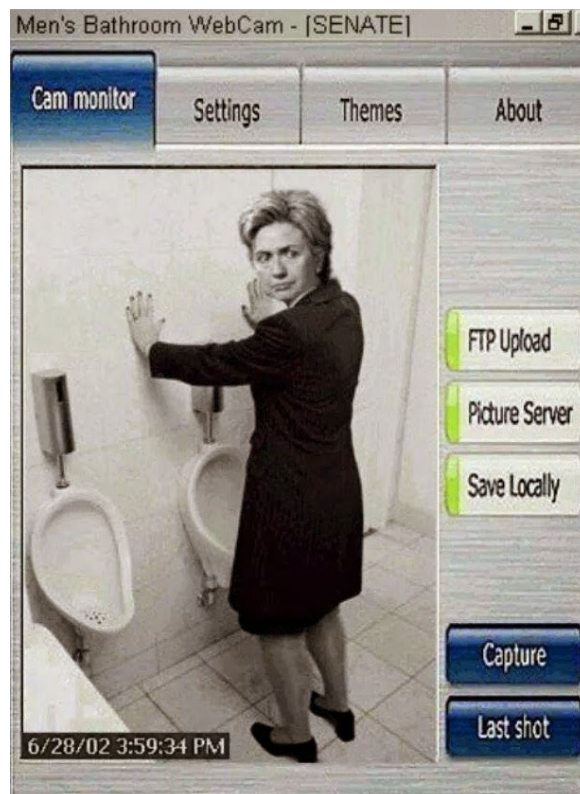 Men's Bathroom WebCam - [SENATE]
Cam monitor
Settings
Themes
About
FTP Upload
Picture Server
Save Locally
Capture
Last shot
6/28/02 3:59:34 PM